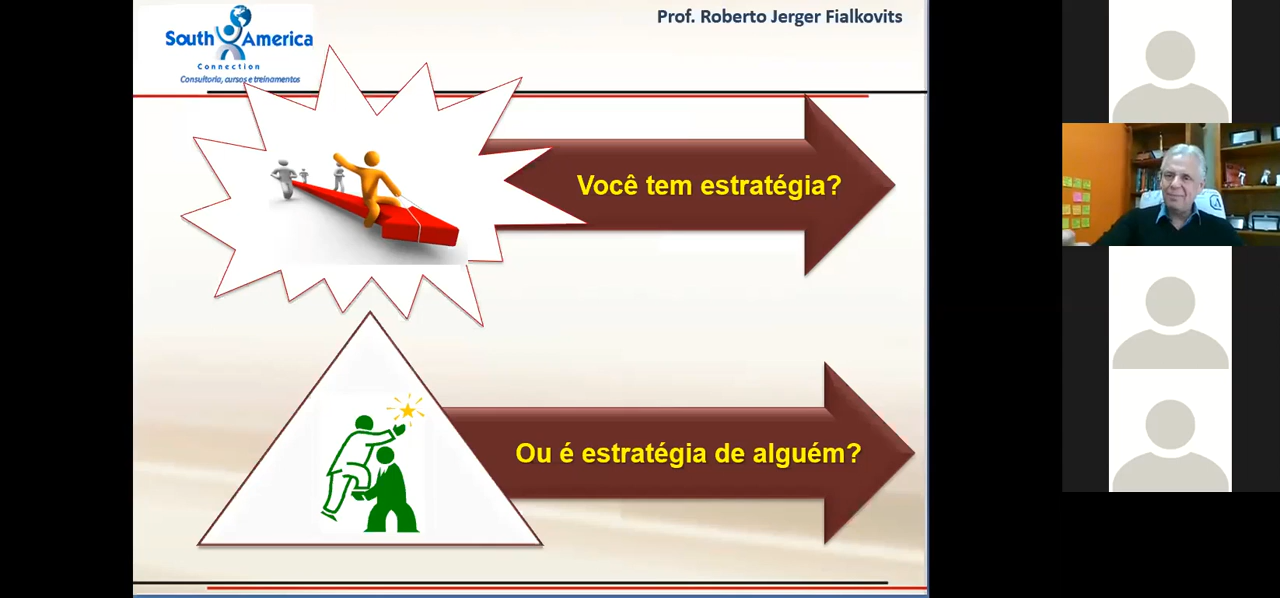 Prof. Roberto Jerger Fialkovits
South America
Connection
Consultoria, cursos e treinamentos
Você tem estratégia?
Ou é estratégia de alguém?